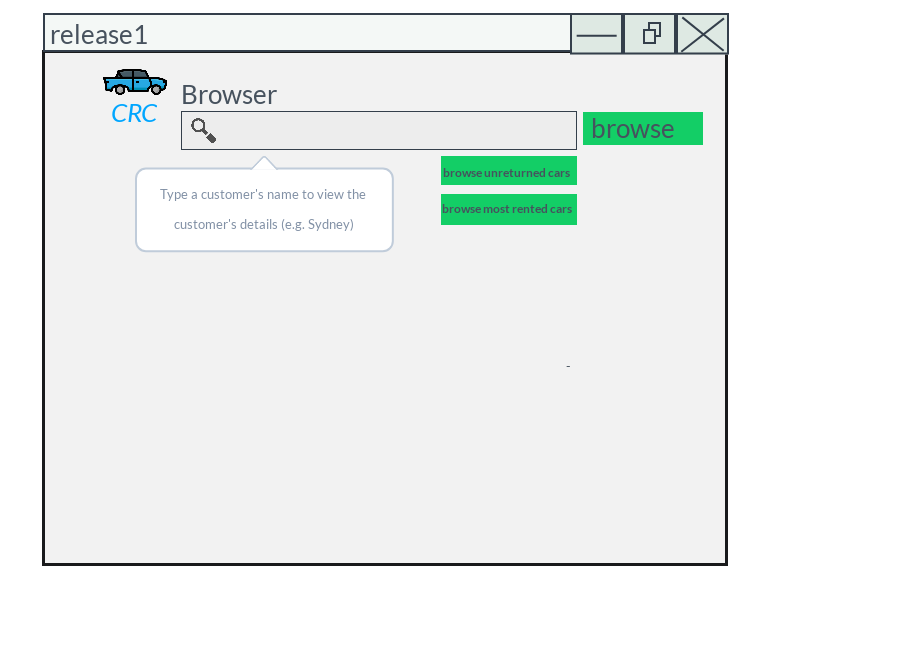 release1
CRC
Browser
browse
browse unreturned cars
browse most rented cars
Type a customer's name to view the
customer's details (e.g. Sydney)
-